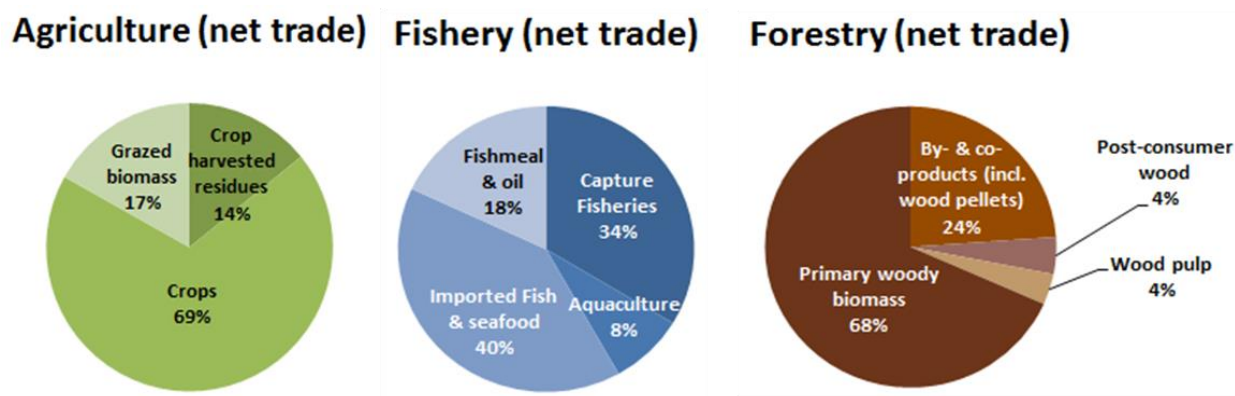 Agriculture (net trade)
Grazed
biomass
17%
Crop
harvested
residues
14%
Crops
69%
Fishery (net trade)
Fishmeal
& oil
18%
Capture
Fisheries
34%
Imported Fish
& seafood
40%
Aquaculture
8%
Forestry (net trade)
By- & co-
products (incl.
wood pellets)
24%
Post-consumer
wood
4%
Wood pulp
4%
Primary woody
biomass
68%